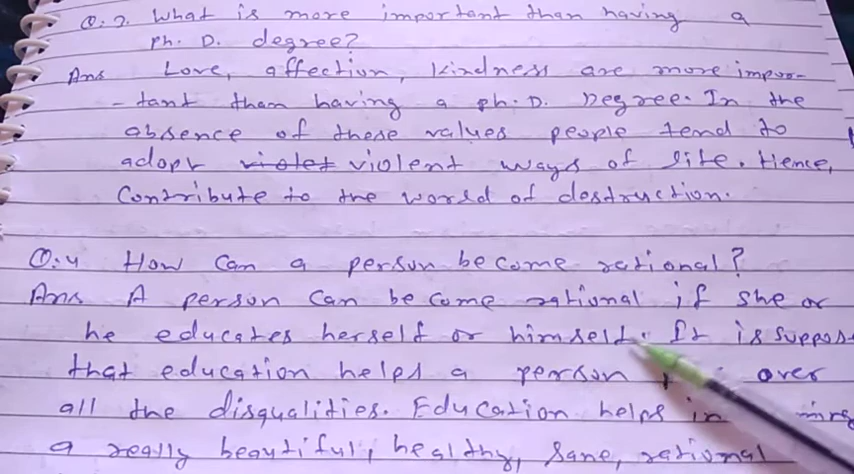 Q.7. What is more important than having a
Ph. D. degree?
Ans Love, affection, kindness are more impor-
-tant than having a ph. D. Degree. In the
absence of these values people tend to
adopt violet violent ways of life. Hence,
Contribute to the world of destruction.
Q.4 How can a person become rational?
Ans A person can become rational if she or
he educates herself or himself. It is suppos
that education helps a person over
all the disqualities. Education helps in
a really beautiful, healthy, sane, rational